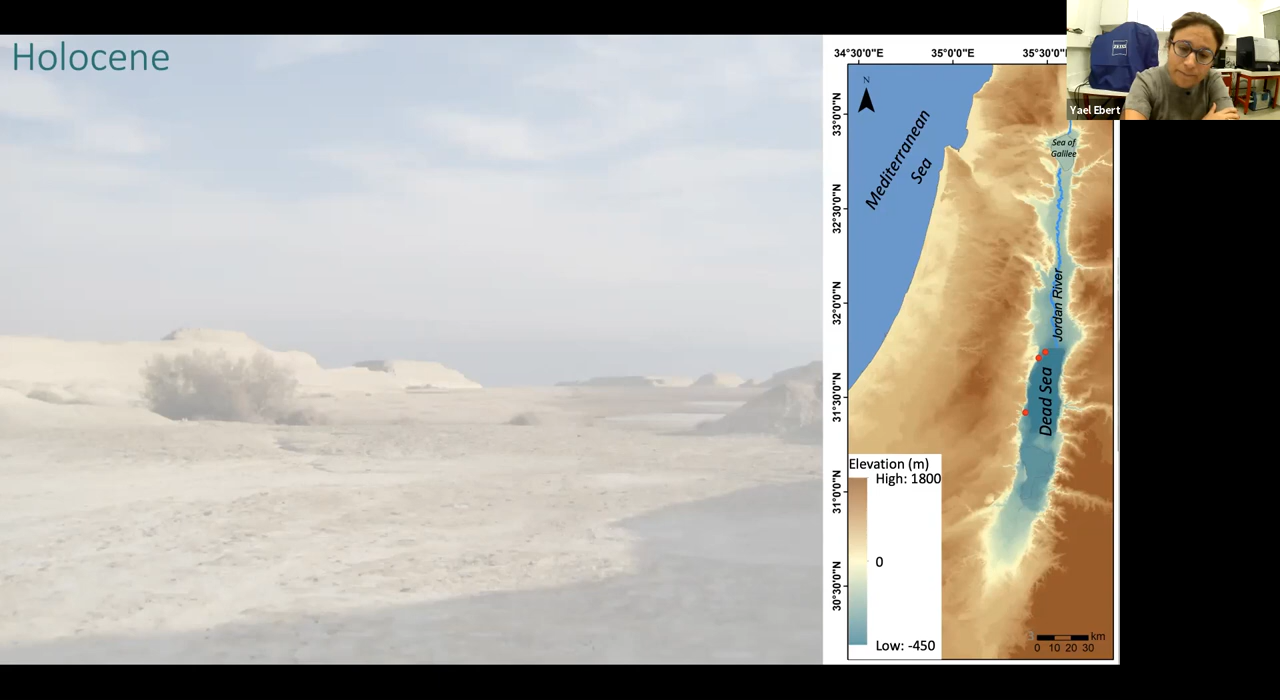 Holocene
34°30'0"E
35°0'0"E
35°30'0"E
33°0'0"N
32°30'0"N
32°0'0"N
31°30'0"N
31°0'0"N
30°30'0"N
N
Mediterranean
Sea
Sea of
Galilee
Jordan River
Dead Sea
Elevation (m)
High: 1800
0
Low: -450
km
0 10 20 30
ZEISS
Yael Ebert